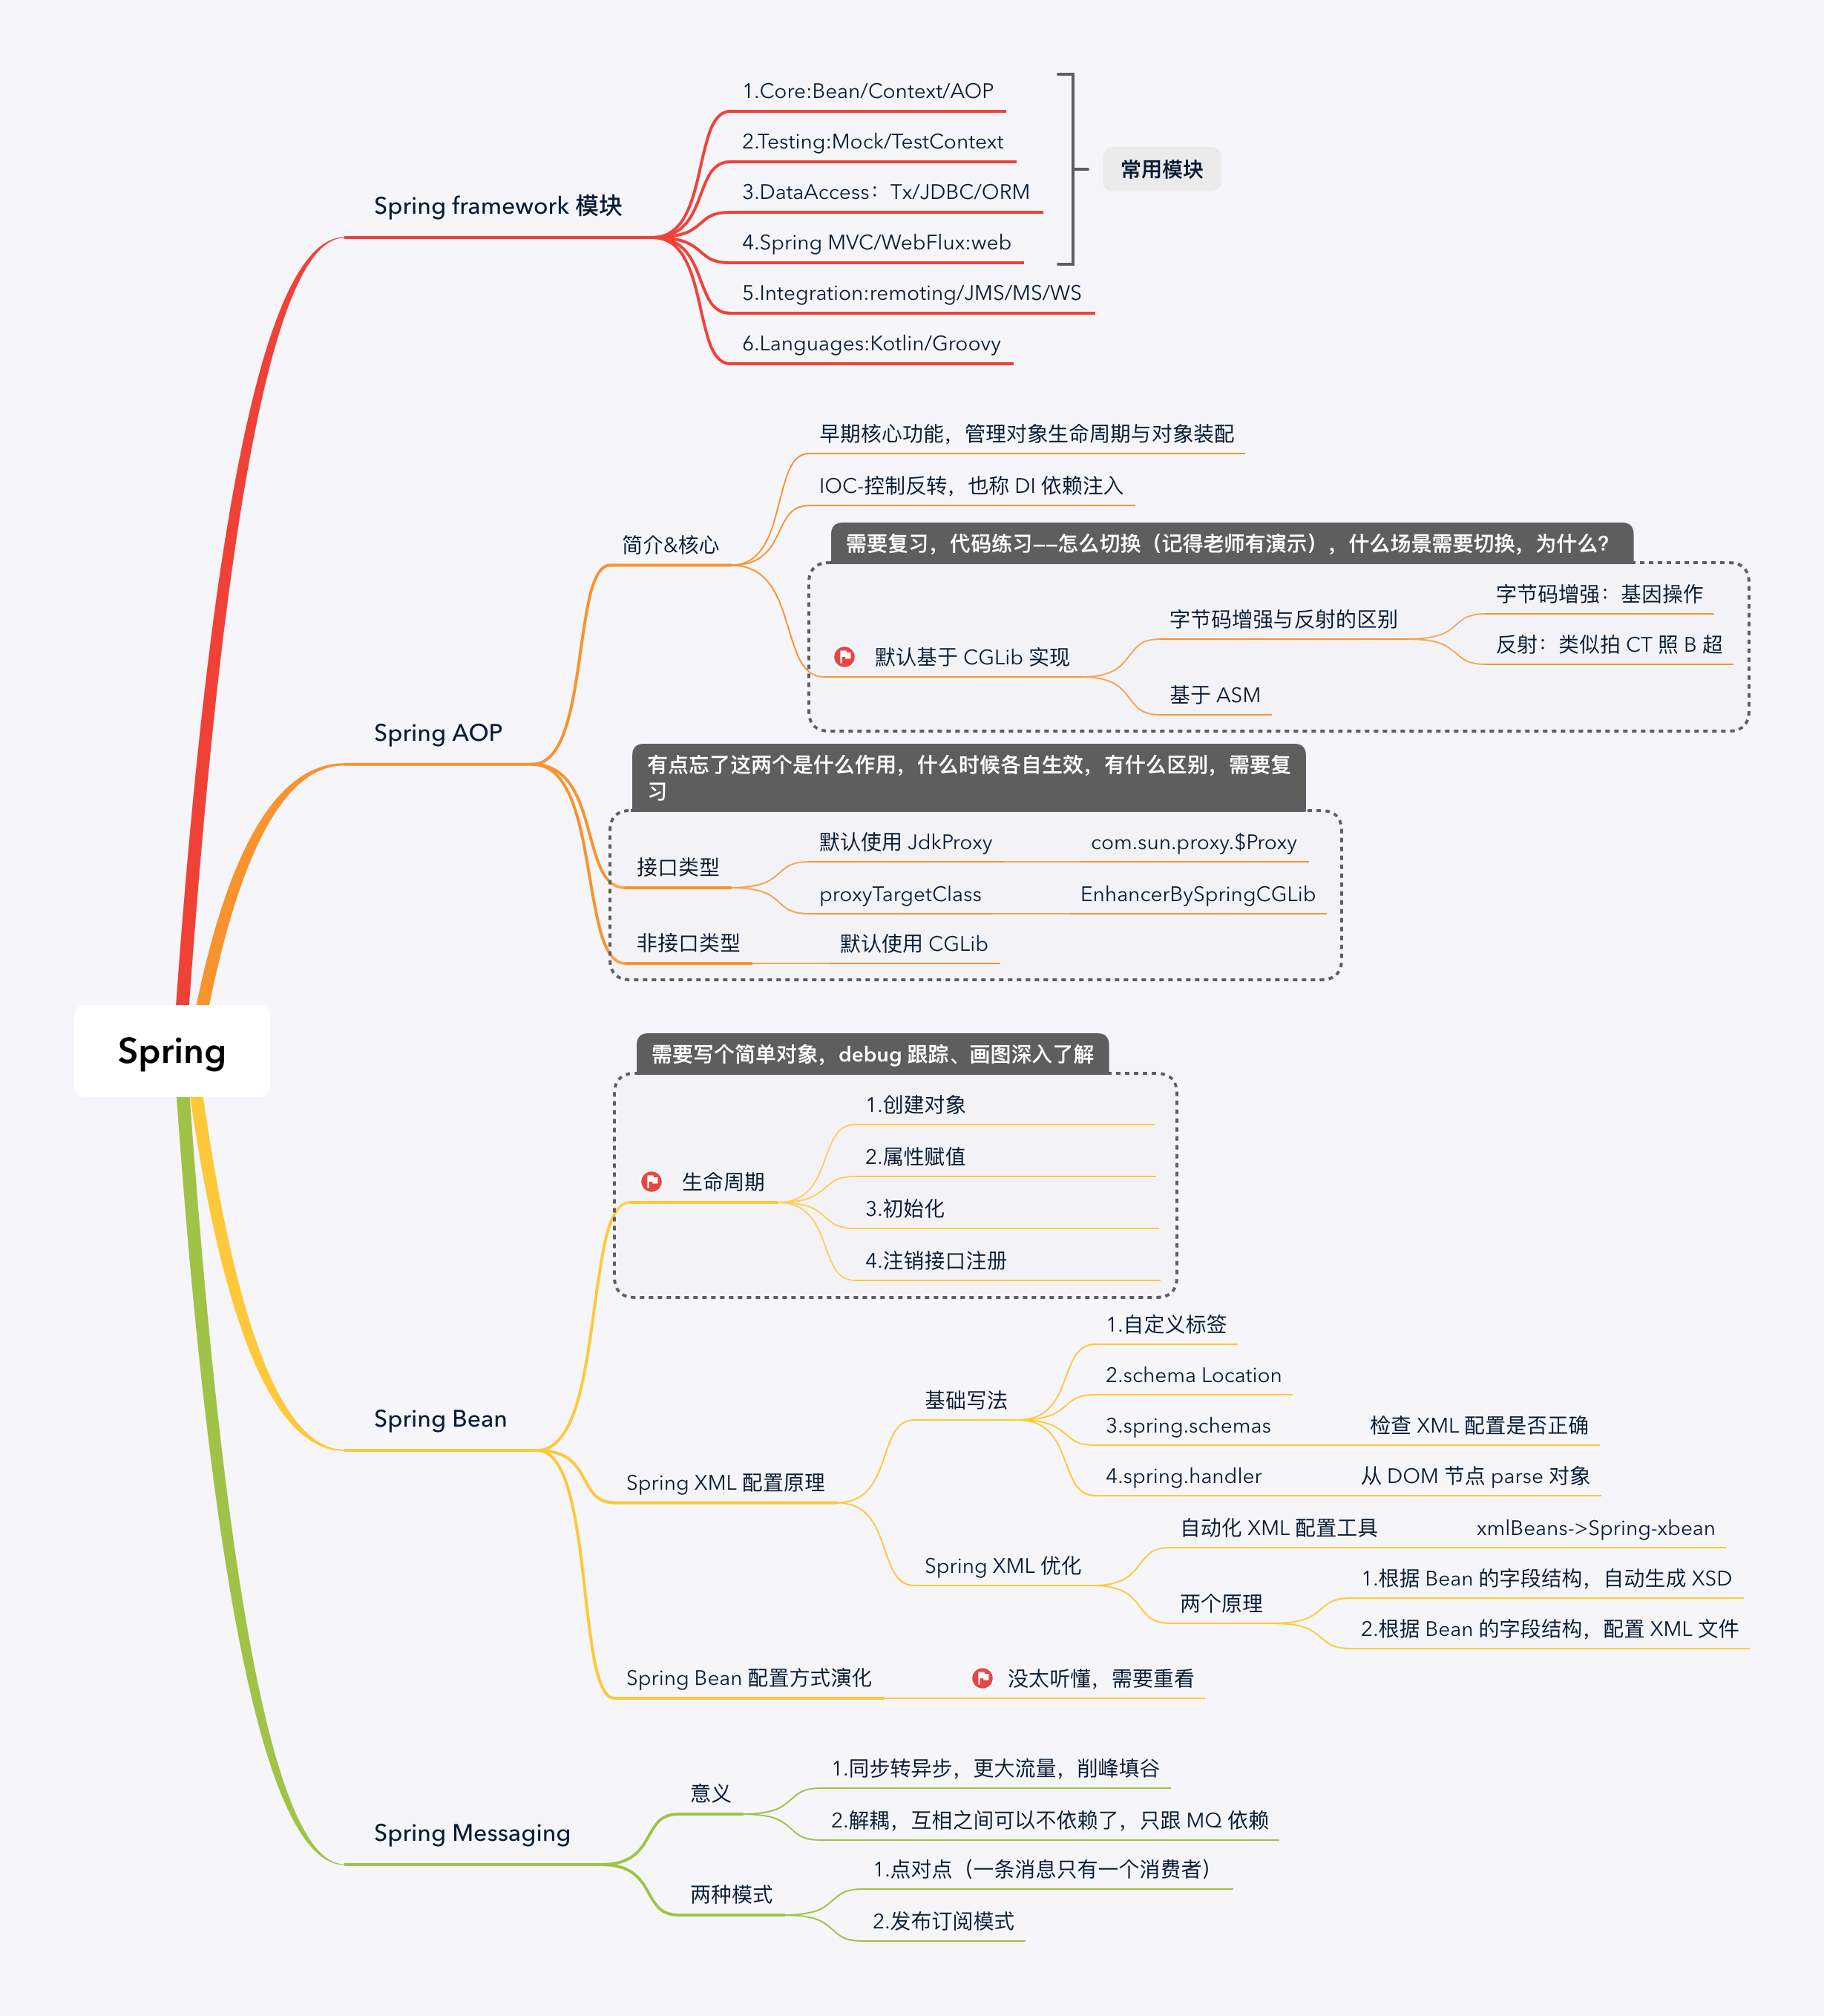 Spring
Spring framework 模块
1.Core:Bean/Context/AOP
2.Testing:Mock/TestContext
3.DataAccess：Tx/JDBC/ORM
4.Spring MVC/WebFlux:web
5.Integration:remoting/JMS/MS/WS
6.Languages:Kotlin/Groovy
常用模块
Spring AOP
简介&核心
早期核心功能，管理对象生命周期与对象装配
IOC-控制反转，也称 DI 依赖注入
需要复习，代码练习——怎么切换（记得老师有演示），什么场景需要切换，为什么？
默认基于 CGLib 实现
字节码增强与反射的区别
字节码增强：基因操作
反射：类似拍 CT 照 B 超
基于 ASM
有点忘了这两个是什么作用，什么时候各自生效，有什么区别，需要复
习
接口类型
默认使用 JdkProxy
com.sun.proxy.$Proxy
proxyTargetClass
EnhancerBySpringCGLib
非接口类型
默认使用 CGLib
Spring Bean
需要写个简单对象，debug 跟踪、画图深入了解
生命周期
1.创建对象
2.属性赋值
3.初始化
4.注销接口注册
Spring XML 配置原理
基础写法
1.自定义标签
2.schema Location
3.spring.schemas
检查 XML 配置是否正确
4.spring.handler
从 DOM 节点 parse 对象
Spring XML 优化
自动化 XML 配置工具
xmlBeans->Spring-xbean
两个原理
1.根据 Bean 的字段结构，自动生成 XSD
2.根据 Bean 的字段结构，配置 XML 文件
Spring Bean 配置方式演化
没太听懂，需要重看
Spring Messaging
意义
1.同步转异步，更大流量，削峰填谷
2.解耦，互相之间可以不依赖了，只跟 MQ 依赖
两种模式
1.点对点（一条消息只有一个消费者）
2.发布订阅模式